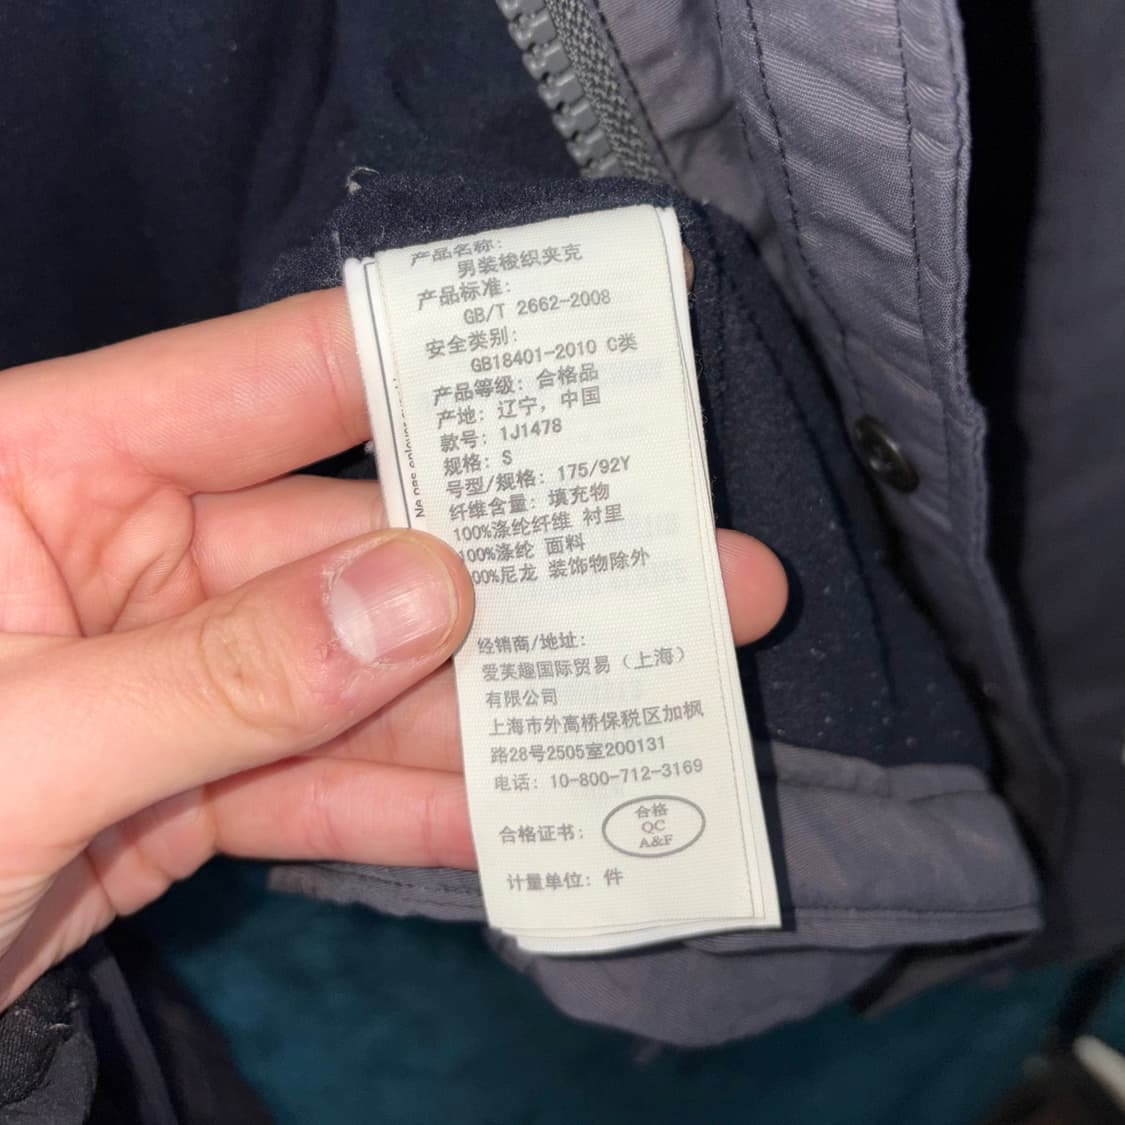 产品名称:
男装梭织夹克
产品标准:
GB/T 2662-2008
安全类别:
GB18401-2010 C类
产品等级: 合格品
产地: 辽宁, 中国
款号: 1J1478
规格: S
号型/规格: 175/92Y
纤维含量: 填充物
100%涤纶纤维 衬里
100%涤纶 面料
00%尼龙 装饰物除外
经销商/地址:
爱芙趣国际贸易（上海）
有限公司
上海市外高桥保税区加枫
路28号2505室200131
电话: 10-800-712-3169
合格证书:
合格
QC
A&F
计量单位: 件
Ne pas